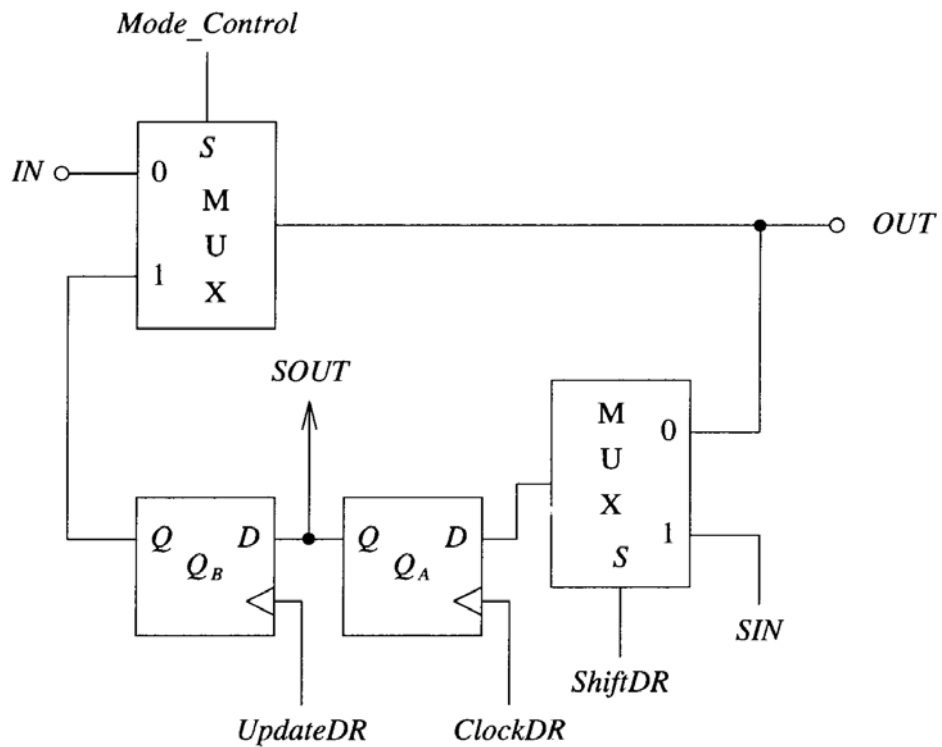 Mode_Control
S
IN
0
M
U
OUT
1
X
SOUT
M
0
U
X
1
Q
D
Q
D
Q_B
Q_A
S
SIN
ShiftDR
UpdateDR
ClockDR